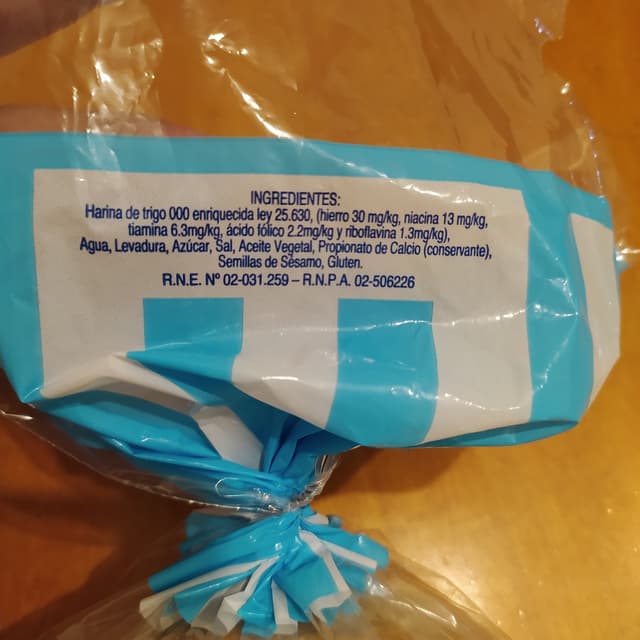 INGREDIENTES:
Harina de trigo 000 enriquecida ley 25.630, (hierro 30 mg/kg, niacina 13 mg/kg,
tiamina 6.3mg/kg, ácido fólico 2.2mg/kg y riboflavina 1.3mg/kg),
Agua, Levadura, Azúcar, Sal, Aceite Vegetal, Propionato de Calcio (conservante),
Semillas de Sésamo, Gluten.
R.N.E. Nº 02-031.259 – R.N.P.A. 02-506226